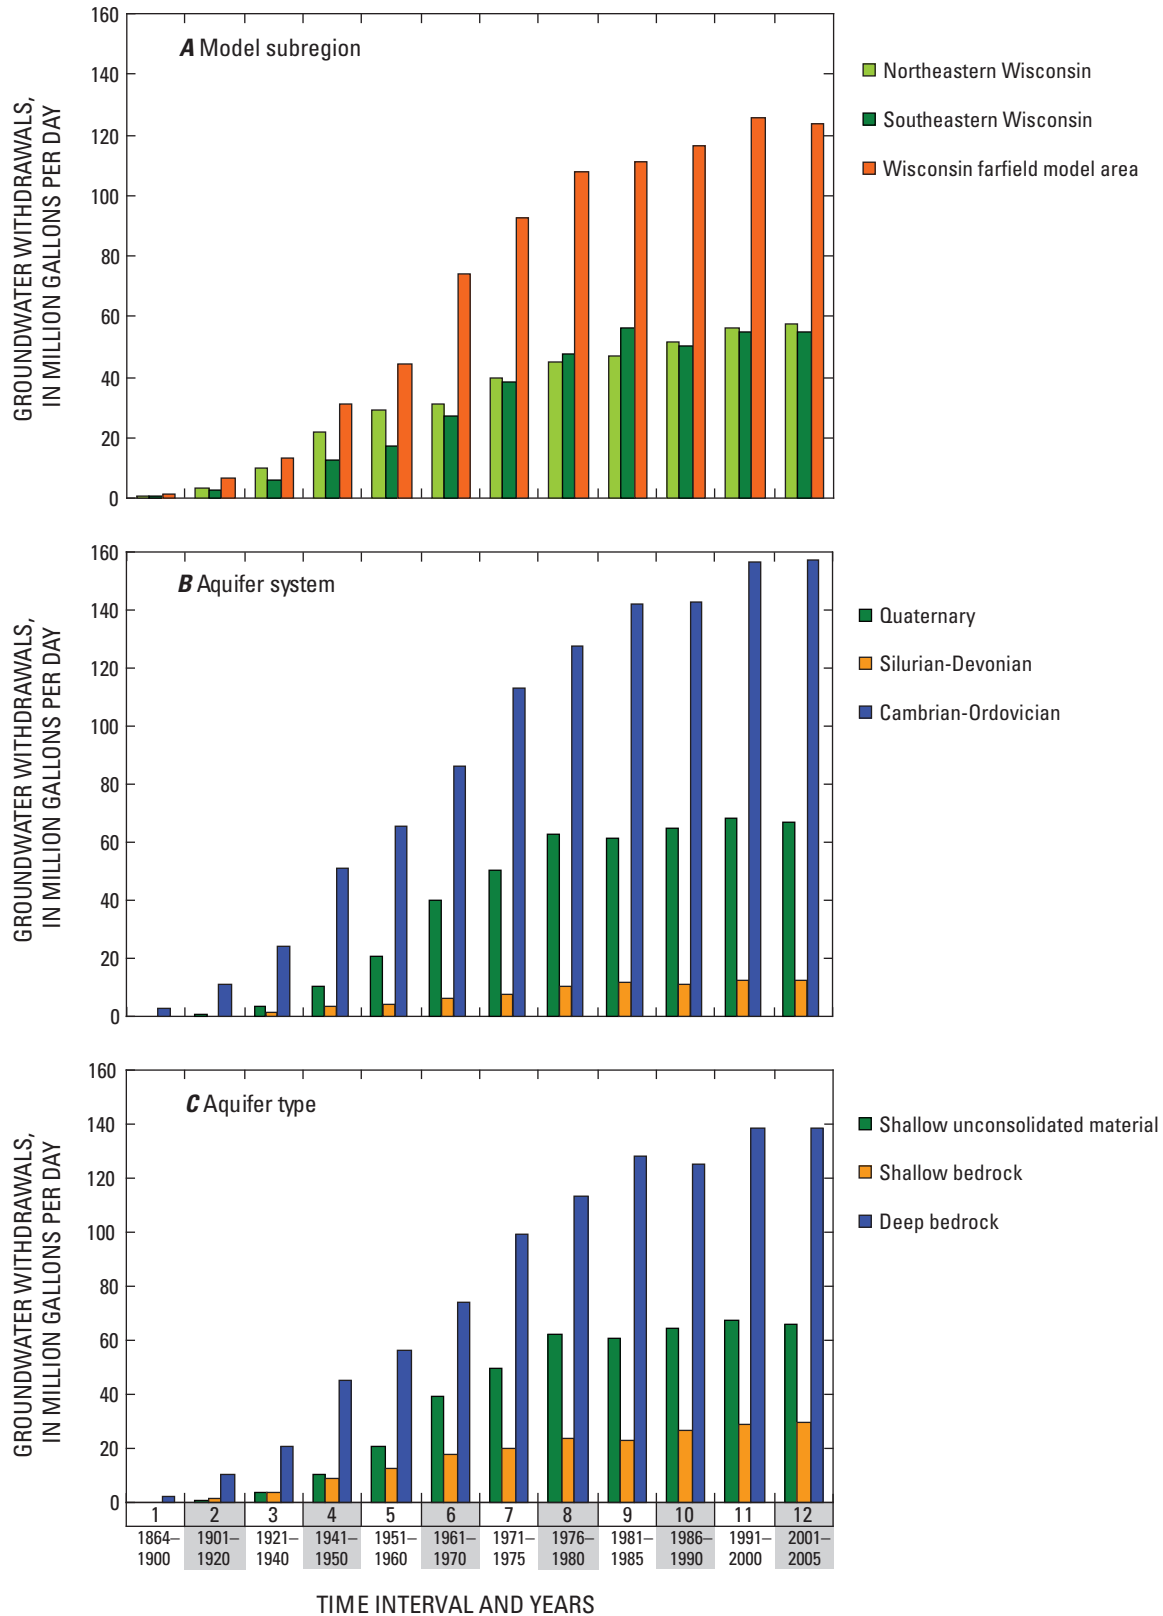 GROUNDWATER WITHDRAWALS,
IN MILLION GALLONS PER DAY
160
140
120
100
80
60
40
20
0
A Model subregion
Northeastern Wisconsin
Southeastern Wisconsin
Wisconsin farfield model area
GROUNDWATER WITHDRAWALS,
IN MILLION GALLONS PER DAY
160
140
120
100
80
60
40
20
0
B Aquifer system
Quaternary
Silurian-Devonian
Cambrian-Ordovician
GROUNDWATER WITHDRAWALS,
IN MILLION GALLONS PER DAY
160
140
120
100
80
60
40
20
0
C Aquifer type
Shallow unconsolidated material
Shallow bedrock
Deep bedrock
1 2 3 4 5 6 7 8 9 10 11 12
1864– 1901– 1921– 1941– 1951– 1961– 1971– 1976– 1981– 1986– 1991– 2001–
1900 1920 1940 1950 1960 1970 1975 1980 1985 1990 2000 2005
TIME INTERVAL AND YEARS